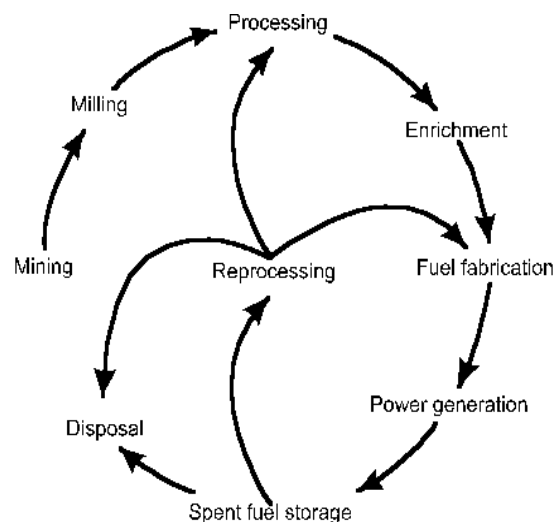 Processing
Milling
Enrichment
Mining
Reprocessing
Fuel fabrication
Power generation
Disposal
Spent fuel storage